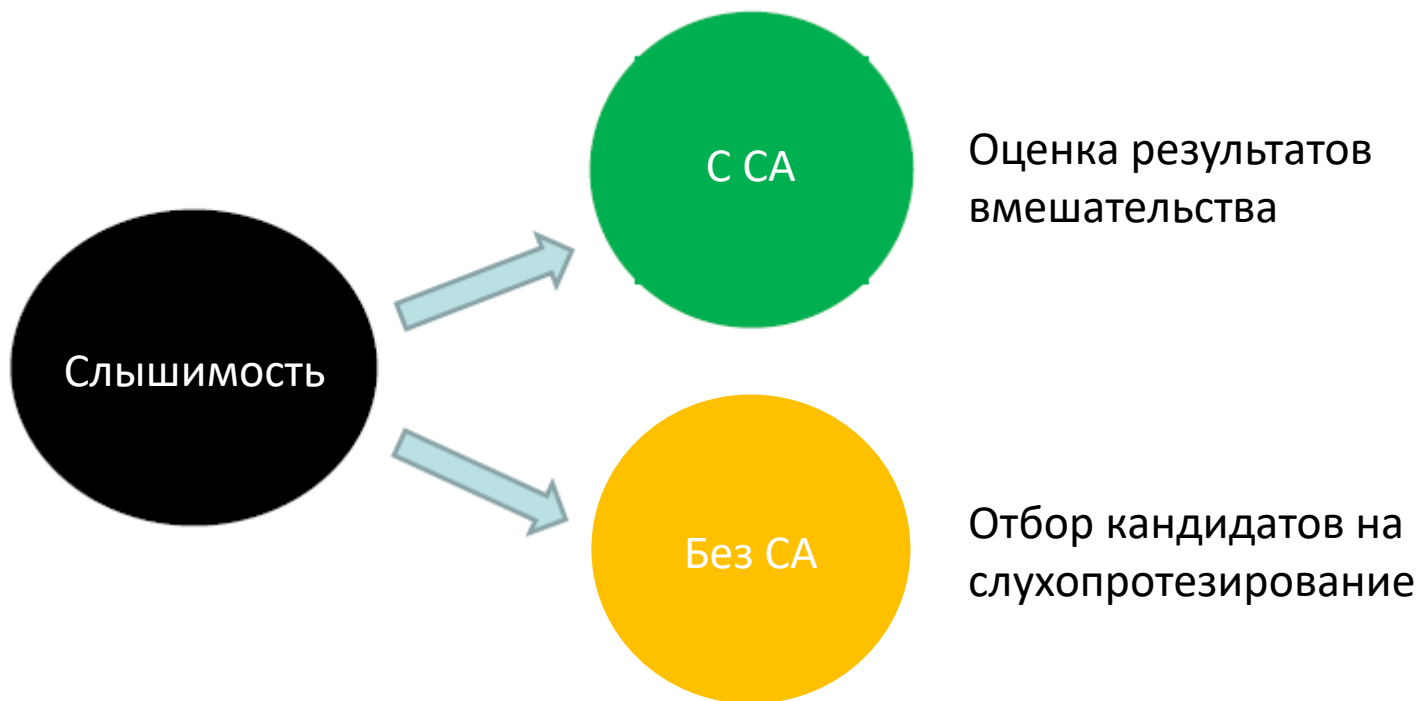 С СА
Оценка результатов
вмешательства
Слышимость
Без СА
Отбор кандидатов на
слухопротезирование